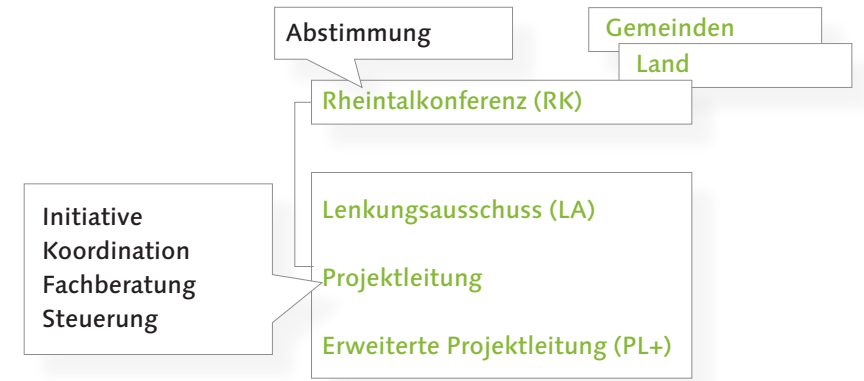 Abstimmung
Gemeinden
Land
Rheintalkonferenz (RK)
Initiative
Koordination
Fachberatung
Steuerung
Lenkungsausschuss (LA)
Projektleitung
Erweiterte Projektleitung (PL+)